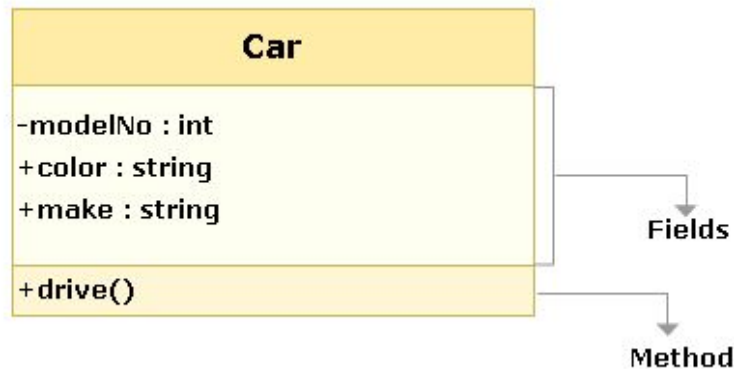 Car
-modelNo : int
+color : string
+make : string
Fields
+drive()
Method